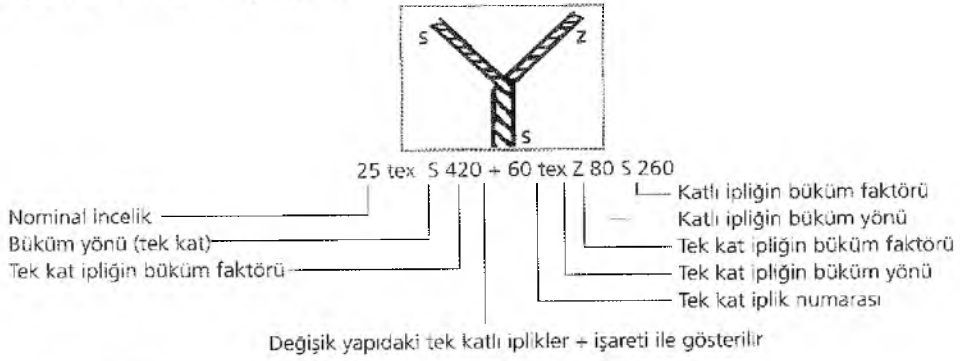 S
Z
S
25 tex S 420 + 60 tex Z 80 S 260
Katlı ipliğin büküm faktörü
Nominal incelik
Katlı ipliğin büküm yönü
Büküm yönü (tek kat)
Tek kat ipliğin büküm faktörü
Tek kat ipliğin büküm faktörü
Tek kat ipliğin büküm yönü
Tek kat iplik numarası
Değişik yapıdaki tek katlı iplikler + işareti ile gösterilir